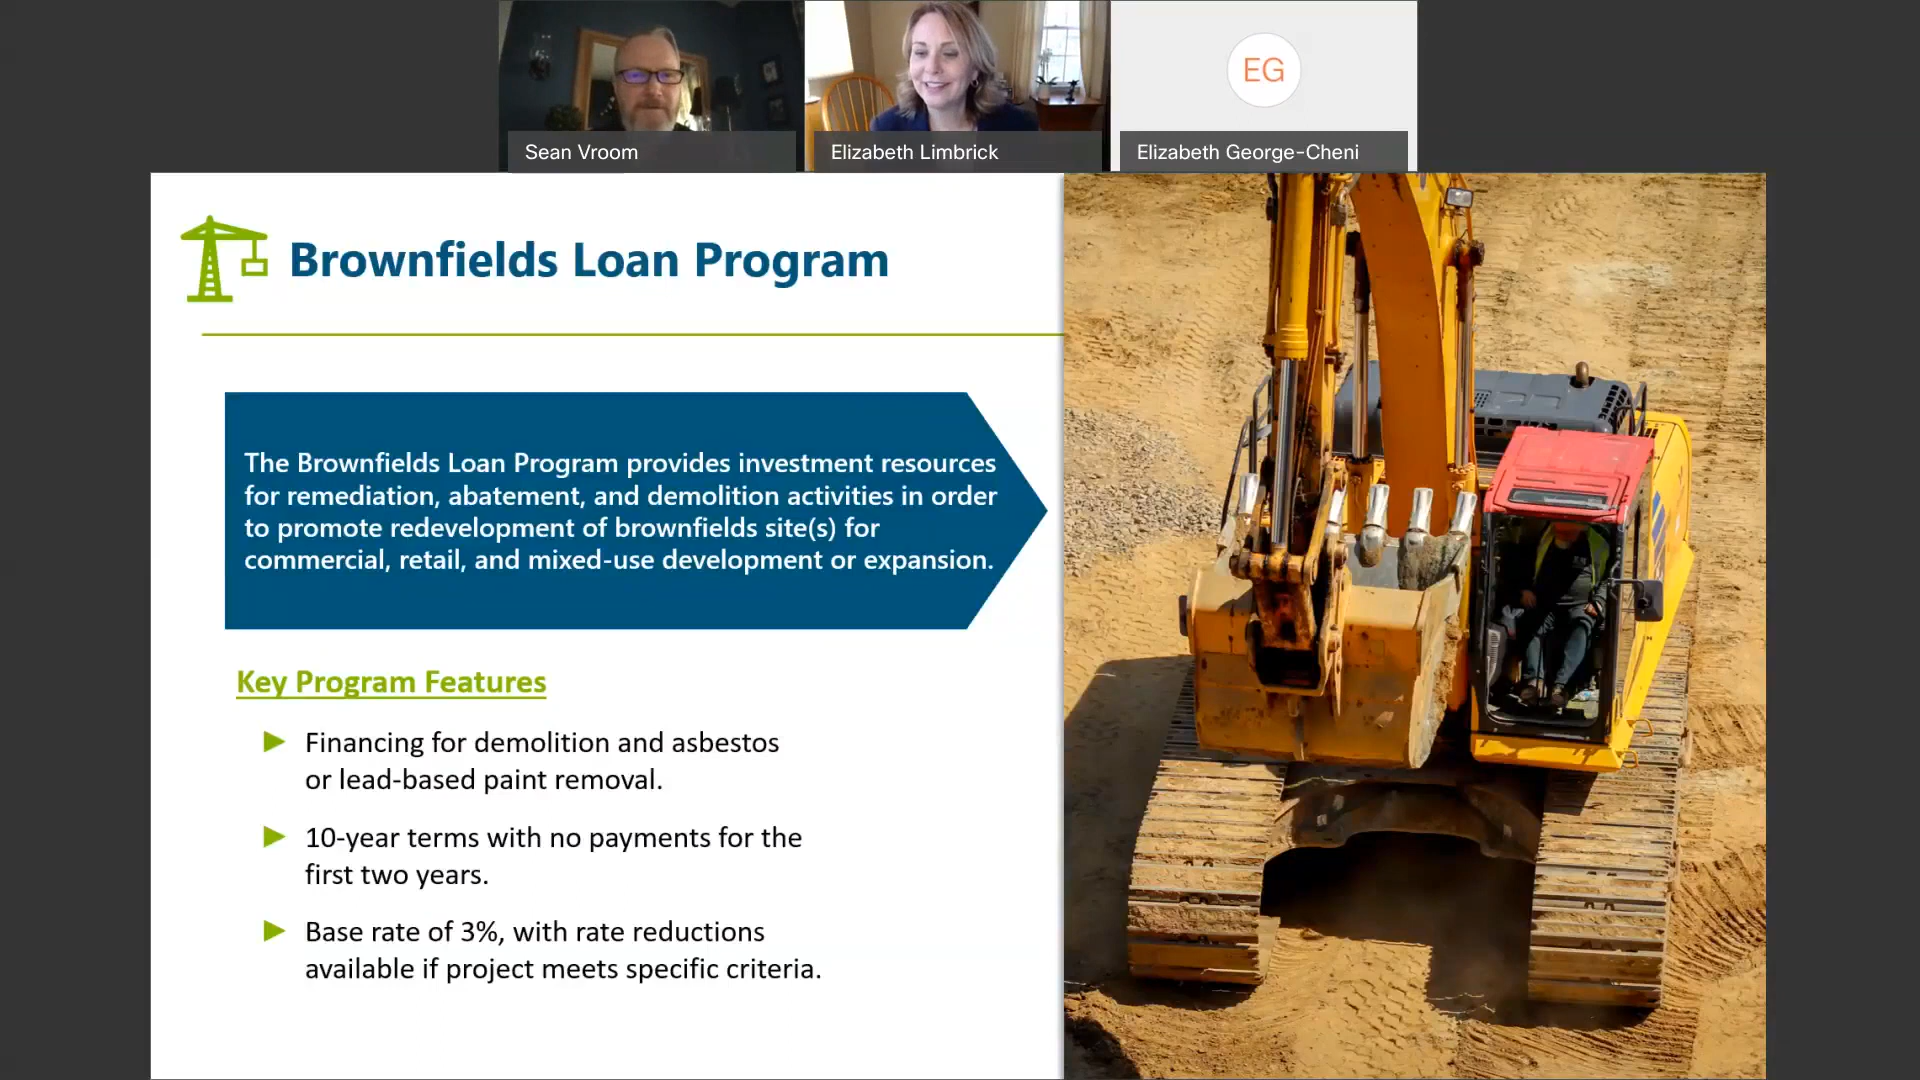 Sean Vroom
Elizabeth Limbrick
EG
Elizabeth George-Cheni
Brownfields Loan Program
The Brownfields Loan Program provides investment resources
for remediation, abatement, and demolition activities in order
to promote redevelopment of brownfields site(s) for
commercial, retail, and mixed-use development or expansion.
Key Program Features
Financing for demolition and asbestos
or lead-based paint removal.
10-year terms with no payments for the
first two years.
Base rate of 3%, with rate reductions
available if project meets specific criteria.